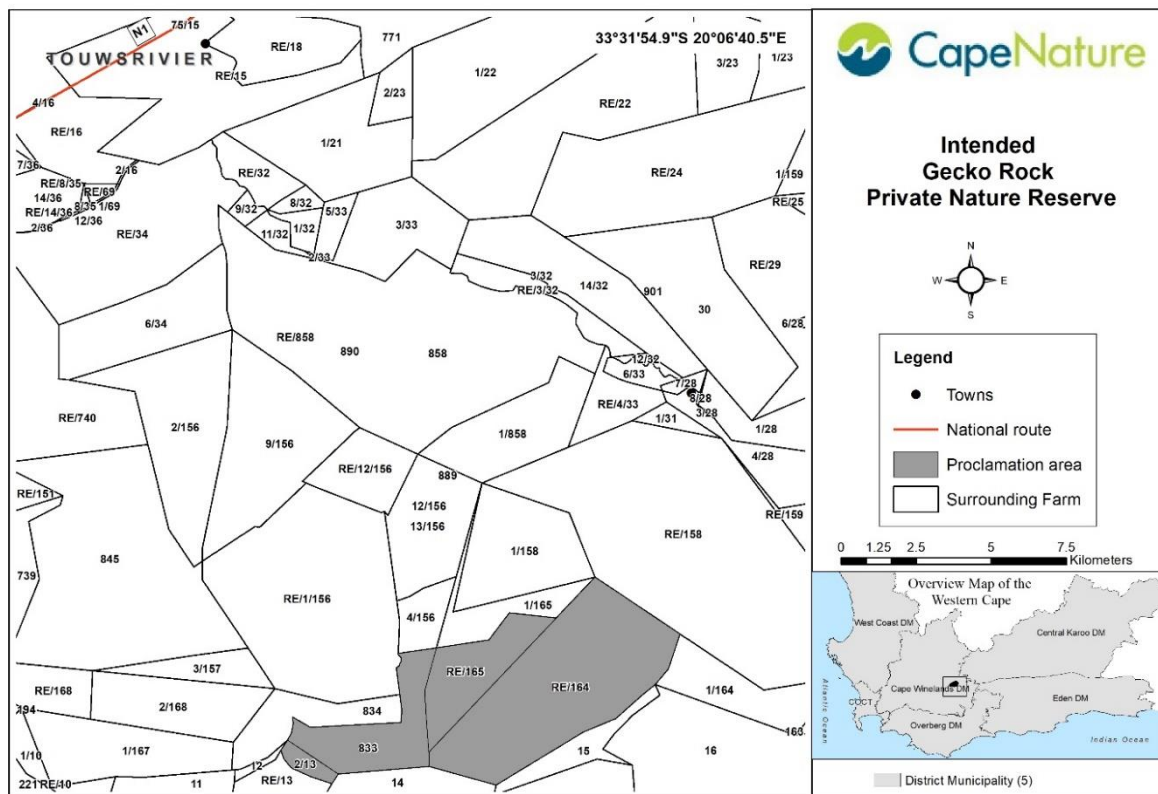 75/15
N1
RE/18
771
33°31'54.9"S 20°06'40.5"E
3/23
1/23
TOUWSRIVIER
RE/15
1/22
2/23
4/16
RE/22
RE/16
1/21
7/36
2/16
RE/32
RE/24
1/159
RE/8/35
RE/69
14/36
8/35
1/69
RE/14/36
12/36
2/36
RE/34
9/32
8/32
5/33
RE/25
11/32
1/32
3/33
2/33
RE/29
3/32
RE/3/32
14/32
901
30
6/28
6/34
RE/858
890
858
12/32
6/33
7/28
8/28
3/28
RE/740
2/156
9/156
1/858
RE/4/33
1/31
1/28
4/28
RE/12/156
889
RE/151
12/156
13/156
RE/159
RE/158
845
1/158
739
RE/1/156
4/156
1/165
3/157
RE/165
RE/164
RE/168
2/168
834
1/164
494
1/10
1/167
833
15
16
163
12
2/13
221
RE/10
11
RE/13
14
CapeNature
Intended
Gecko Rock
Private Nature Reserve
N
W E
S
Legend
Towns
National route
Proclamation area
Surrounding Farm
0 1.25 2.5 5 7.5
Kilometers
Overview Map of the
Western Cape
West Coast DM
Central Karoo DM
Cape Winelands DM
Eden DM
COCT
Overberg DM
Atlantic Ocean
Indian Ocean
District Municipality (5)